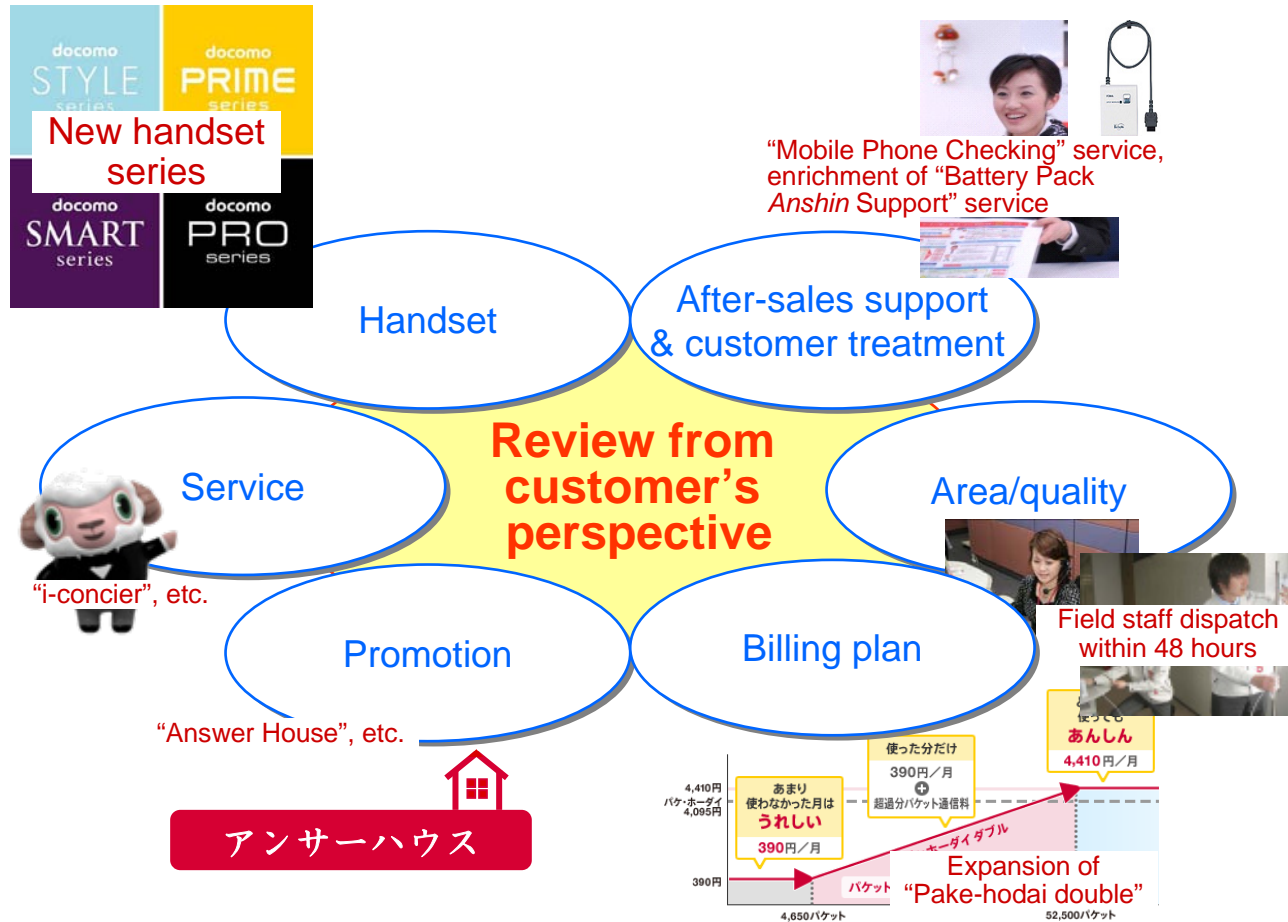 docomo
STYLE
series
docomo
PRIME
series
New handset
series
docomo
SMART
series
docomo
PRO
series
“Mobile Phone Checking” service,
enrichment of “Battery Pack
Anshin Support” service
Handset
After-sales support
& customer treatment
Service
Review from
customer’s
perspective
Area/quality
“i-concier”, etc.
Promotion
Billing plan
Field staff dispatch
within 48 hours
“Answer House”, etc.
アンサーハウス
使っても
あんしん
4,410円／月
使った分だけ
390円／月
超過分パケット通信料
あまり
使わなかった月は
うれしい
390円／月
4,410円
パケ・ホーダイ
4,095円
390円
ホーダイ ダブル
パケット
Expansion of
“Pake-hodai double”
4,650パケット
52,500パケット